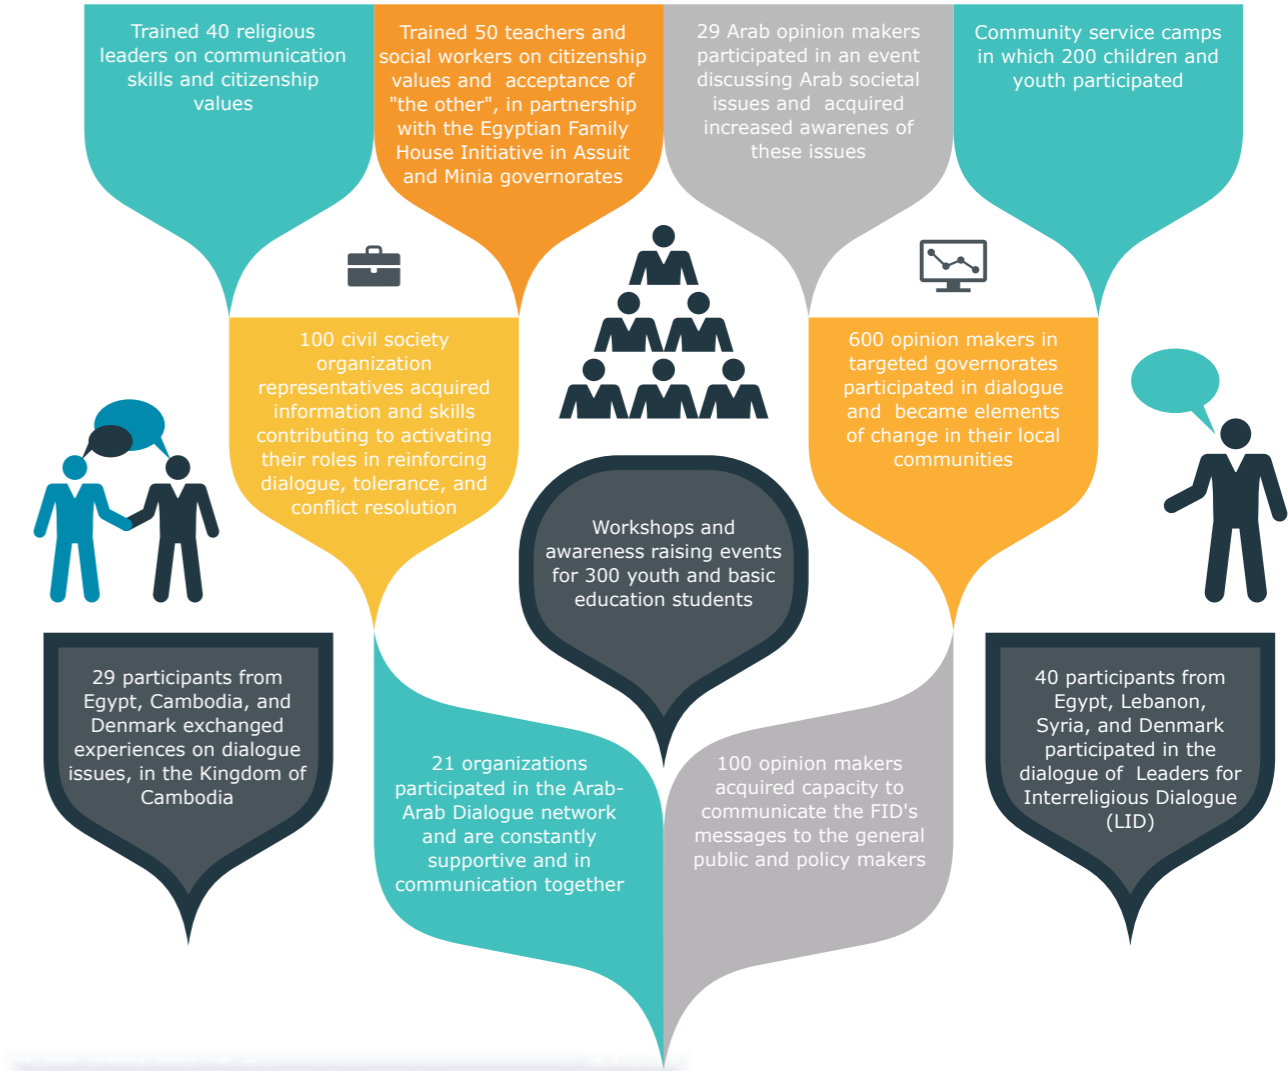 Trained 40 religious
leaders on communication
skills and citizenship
values
Trained 50 teachers and
social workers on citizenship
values and acceptance of
"the other", in partnership
with the Egyptian Family
House Initiative in Assuit
and Minia governorates
29 Arab opinion makers
participated in an event
discussing Arab societal
issues and acquired
increased awarenes of
these issues
Community service camps
in which 200 children and
youth participated
100 civil society
organization
representatives acquired
information and skills
contributing to activating
their roles in reinforcing
dialogue, tolerance, and
conflict resolution
600 opinion makers in
targeted governorates
participated in dialogue
and became elements
of change in their local
communities
Workshops and
awareness raising events
for 300 youth and basic
education students
29 participants from
Egypt, Cambodia, and
Denmark exchanged
experiences on dialogue
issues, in the Kingdom of
Cambodia
21 organizations
participated in the Arab-
Arab Dialogue network
and are constantly
supportive and in
communication together
100 opinion makers
acquired capacity to
communicate the FID's
messages to the general
public and policy makers
40 participants from
Egypt, Lebanon,
Syria, and Denmark
participated in the
dialogue of Leaders for
Interreligious Dialogue
(LID)